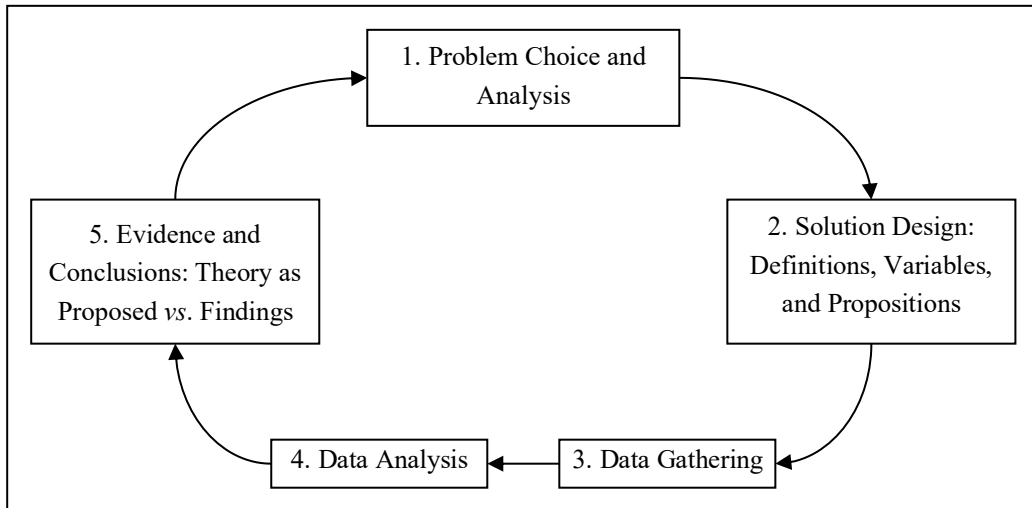 1. Problem Choice and
Analysis
2. Solution Design:
Definitions, Variables,
and Propositions
3. Data Gathering
4. Data Analysis
5. Evidence and
Conclusions: Theory as
Proposed vs. Findings